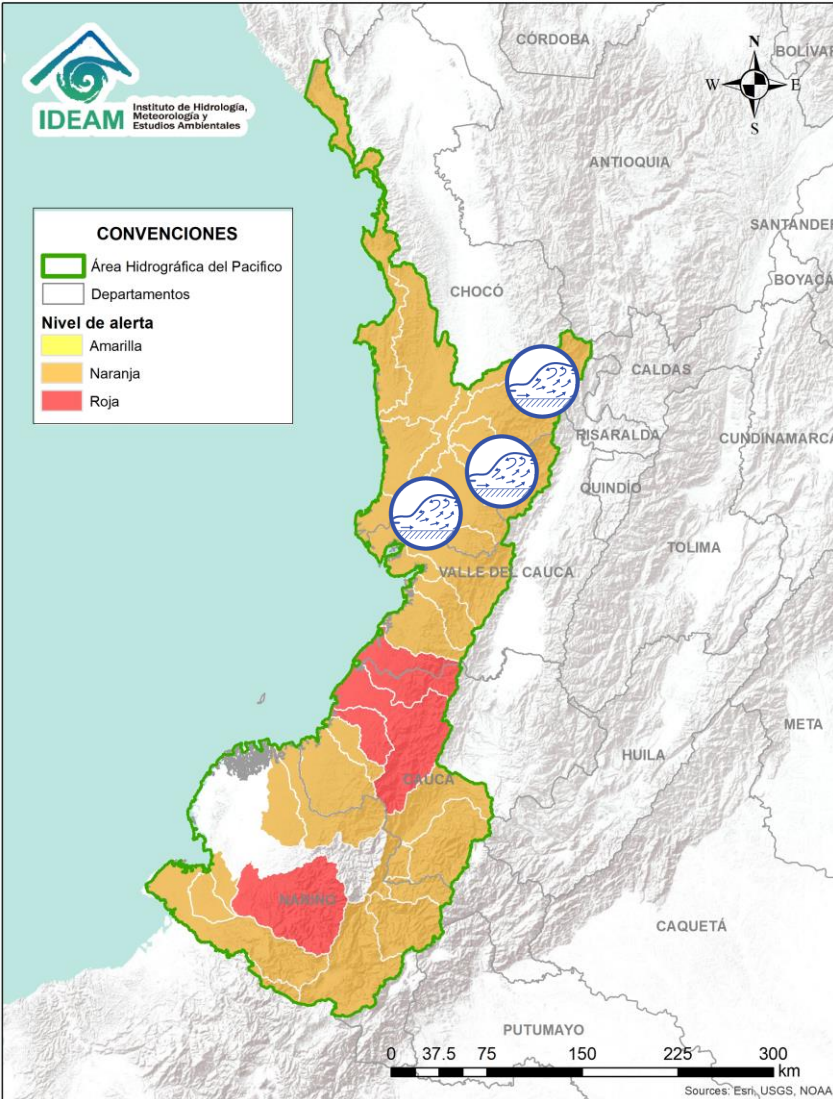 IDEAM
Instituto de Hidrología,
Meteorología y
Estudios Ambientales
N
W
E
S
CÓRDOBA
BOLÍVAR
ANTIOQUIA
SANTANDER
BOYACÁ
CHOCÓ
CALDAS
RISARALDA
CUNDINAMARCA
QUINDÍO
TOLIMA
VALLE DEL CAUCA
META
HUILA
CAUCA
NARIÑO
CAQUETÁ
PUTUMAYO
CONVENCIONES
Área Hidrográfica del Pacifico
Departamentos
Nivel de alerta
Amarilla
Naranja
Roja
0 37.5 75 150 225 300
km
Sources: Esri, USGS, NOAA